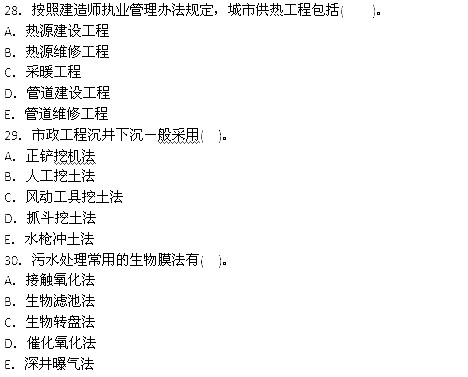 28. 按照建造师执业管理办法规定，城市供热工程包括(    )。
A. 热源建设工程
B. 热源维修工程
C. 采暖工程
D. 管道建设工程
E. 管道维修工程
29. 市政工程沉井下沉一般采用(  )。
A. 正铲挖机法
B. 人工挖土法
C. 风动工具挖土法
D. 抓斗挖土法
E. 水枪冲土法
30. 污水处理常用的生物膜法有(  )。
A. 接触氧化法
B. 生物滤池法
C. 生物转盘法
D. 催化氧化法
E. 深井曝气法